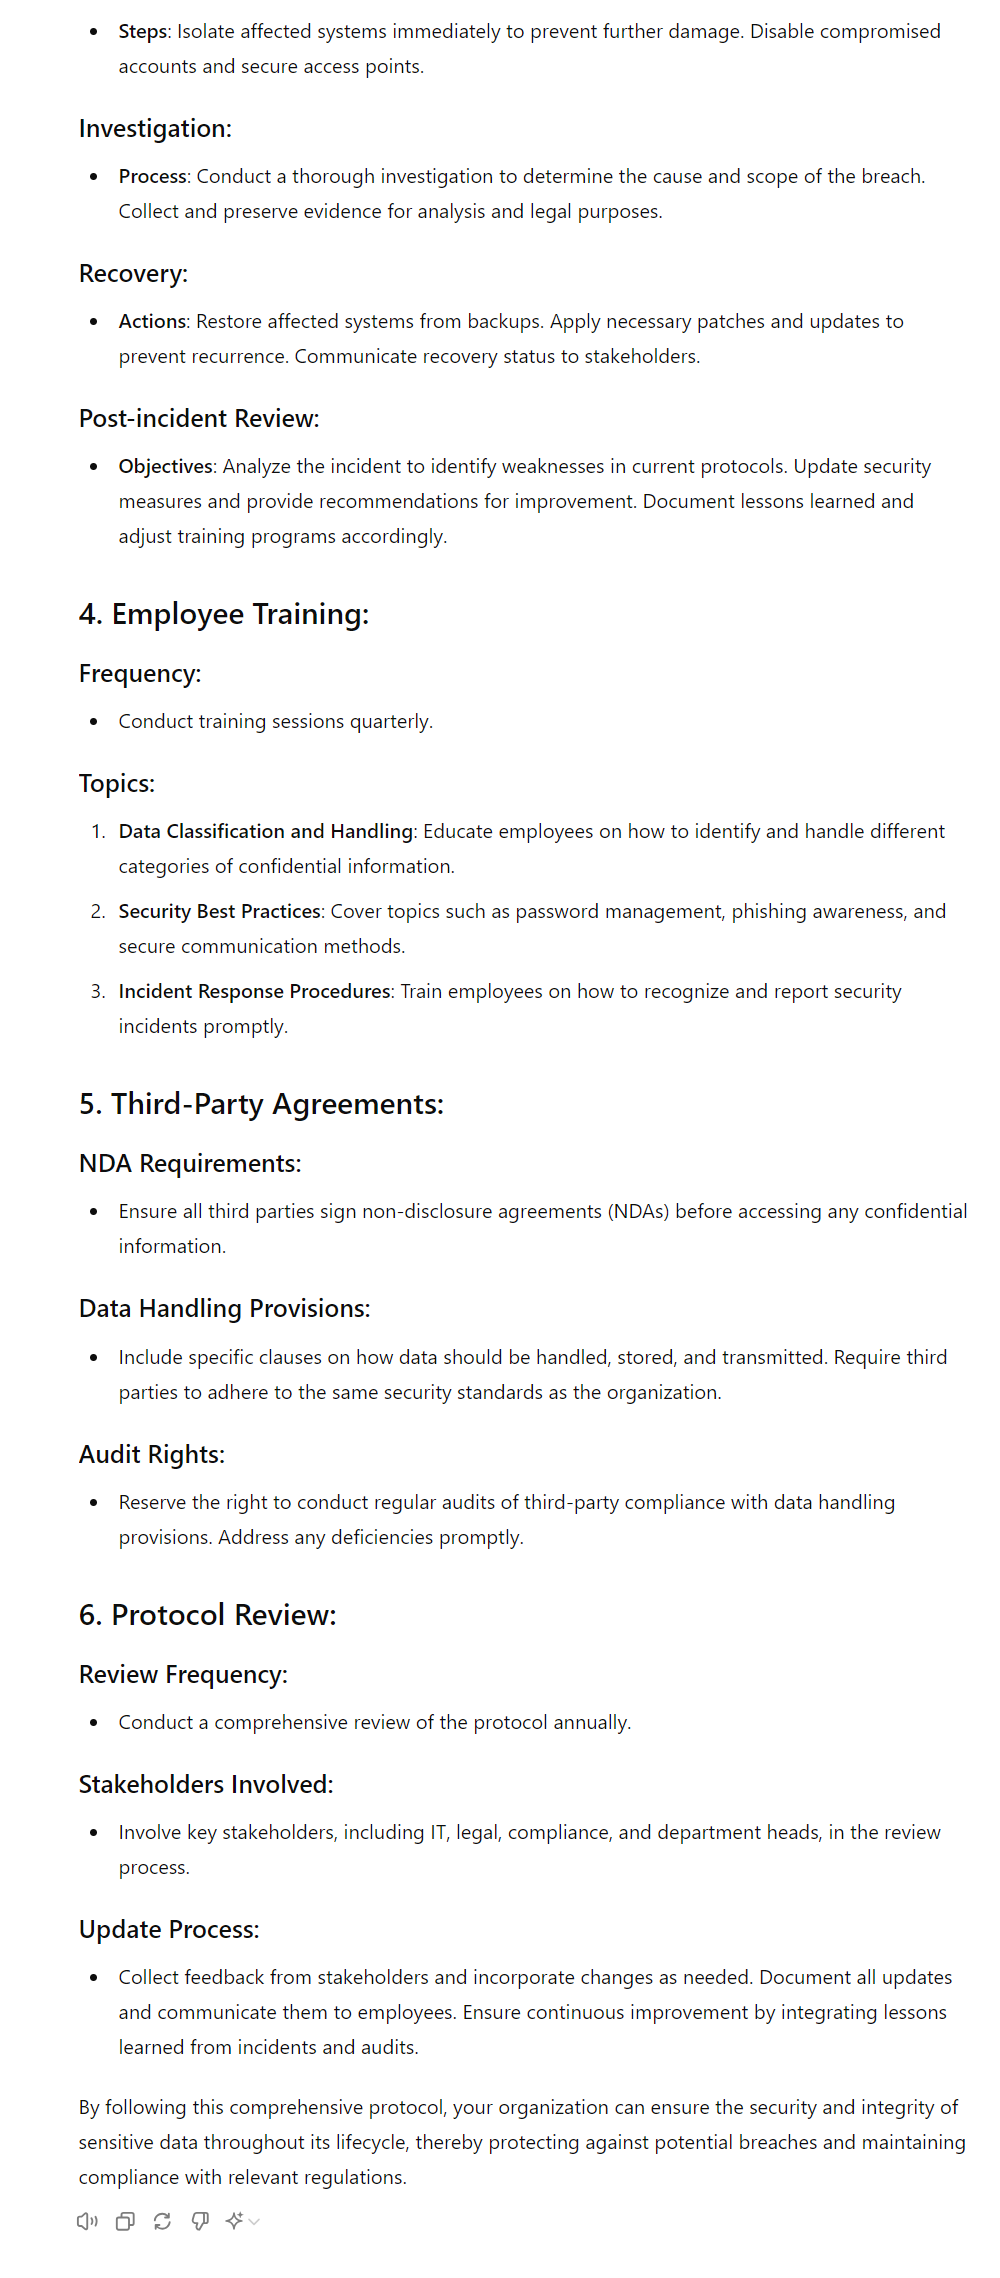 • Steps: Isolate affected systems immediately to prevent further damage. Disable compromised
accounts and secure access points.
Investigation:
• Process: Conduct a thorough investigation to determine the cause and scope of the breach.
Collect and preserve evidence for analysis and legal purposes.
Recovery:
• Actions: Restore affected systems from backups. Apply necessary patches and updates to
prevent recurrence. Communicate recovery status to stakeholders.
Post-incident Review:
• Objectives: Analyze the incident to identify weaknesses in current protocols. Update security
measures and provide recommendations for improvement. Document lessons learned and
adjust training programs accordingly.
4. Employee Training:
Frequency:
• Conduct training sessions quarterly.
Topics:
1. Data Classification and Handling: Educate employees on how to identify and handle different
categories of confidential information.
2. Security Best Practices: Cover topics such as password management, phishing awareness, and
secure communication methods.
3. Incident Response Procedures: Train employees on how to recognize and report security
incidents promptly.
5. Third-Party Agreements:
NDA Requirements:
• Ensure all third parties sign non-disclosure agreements (NDAs) before accessing any confidential
information.
Data Handling Provisions:
• Include specific clauses on how data should be handled, stored, and transmitted. Require third
parties to adhere to the same security standards as the organization.
Audit Rights:
• Reserve the right to conduct regular audits of third-party compliance with data handling
provisions. Address any deficiencies promptly.
6. Protocol Review:
Review Frequency:
• Conduct a comprehensive review of the protocol annually.
Stakeholders Involved:
• Involve key stakeholders, including IT, legal, compliance, and department heads, in the review
process.
Update Process:
• Collect feedback from stakeholders and incorporate changes as needed. Document all updates
and communicate them to employees. Ensure continuous improvement by integrating lessons
learned from incidents and audits.
By following this comprehensive protocol, your organization can ensure the security and integrity of
sensitive data throughout its lifecycle, thereby protecting against potential breaches and maintaining
compliance with relevant regulations.